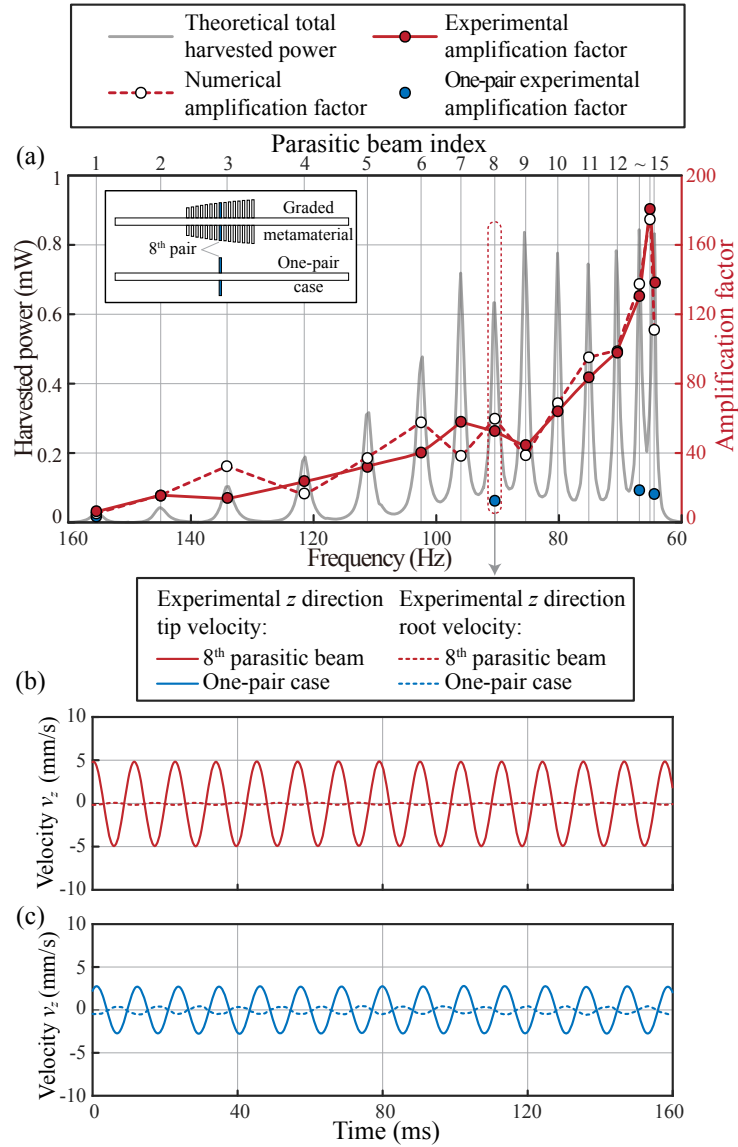 Theoretical total
harvested power
Experimental
amplification factor
Numerical
amplification factor
One-pair experimental
amplification factor
(a)
Parasitic beam index
1 2 3 4 5 6 7 8 9 10 11 12 ~ 15
1
0.8
0.6
0.4
0.2
0
Harvested power (mW)
200
160
120
80
40
0
Amplification factor
Graded
metamaterial
8th pair
One-pair
case
160 140 120 100 80 60
Frequency (Hz)
Experimental z direction
tip velocity:
8th parasitic beam
One-pair case
Experimental z direction
root velocity:
8th parasitic beam
One-pair case
(b)
10
5
0
-5
-10
Velocity vz (mm/s)
(c)
10
5
0
-5
-10
Velocity vz (mm/s)
0 40 80 120 160
Time (ms)